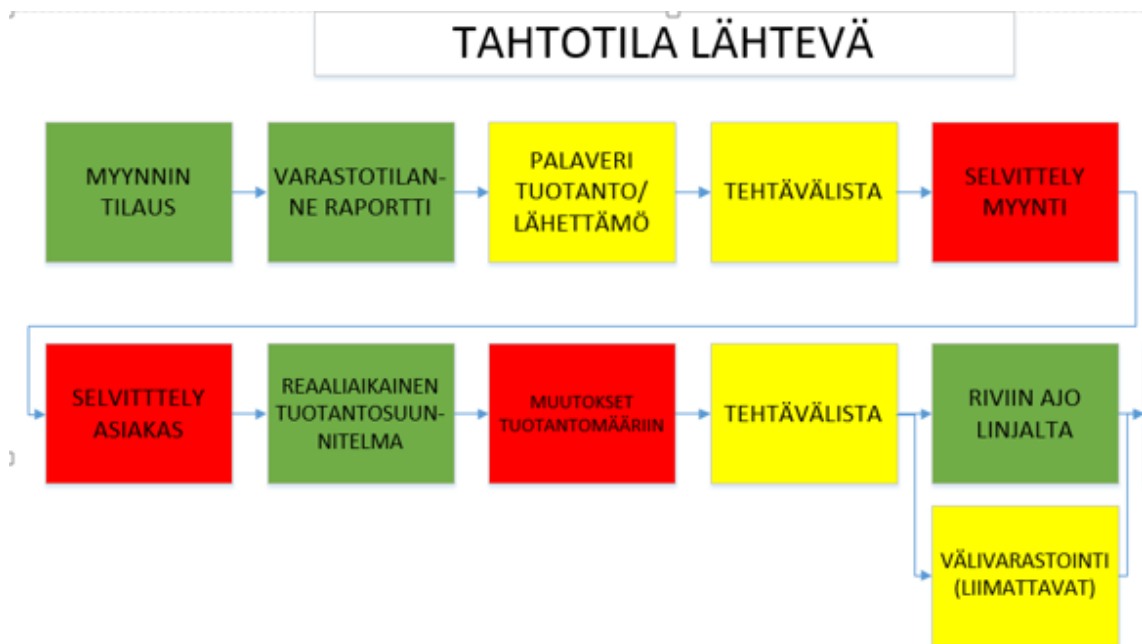 TAHTOTILA LÄHTEVÄ
MYYNNIN
TILAUS
VARASTOTILAN-
NE RAPORTTI
PALAVERI
TUOTANTO/
LÄHETTÄMÖ
TEHTÄVÄLISTA
SELVITTELY
MYYNTI
SELVITTTELY
ASIAKAS
REAALIAIKAINEN
TUOTANTOSUUN-
NITELMA
MUUTOKSET
TUOTANTOMÄÄRIIN
TEHTÄVÄLISTA
RIVIIN AJO
LINJALTA
VÄLIVARASTOINTI
(LIIMATTAVAT)